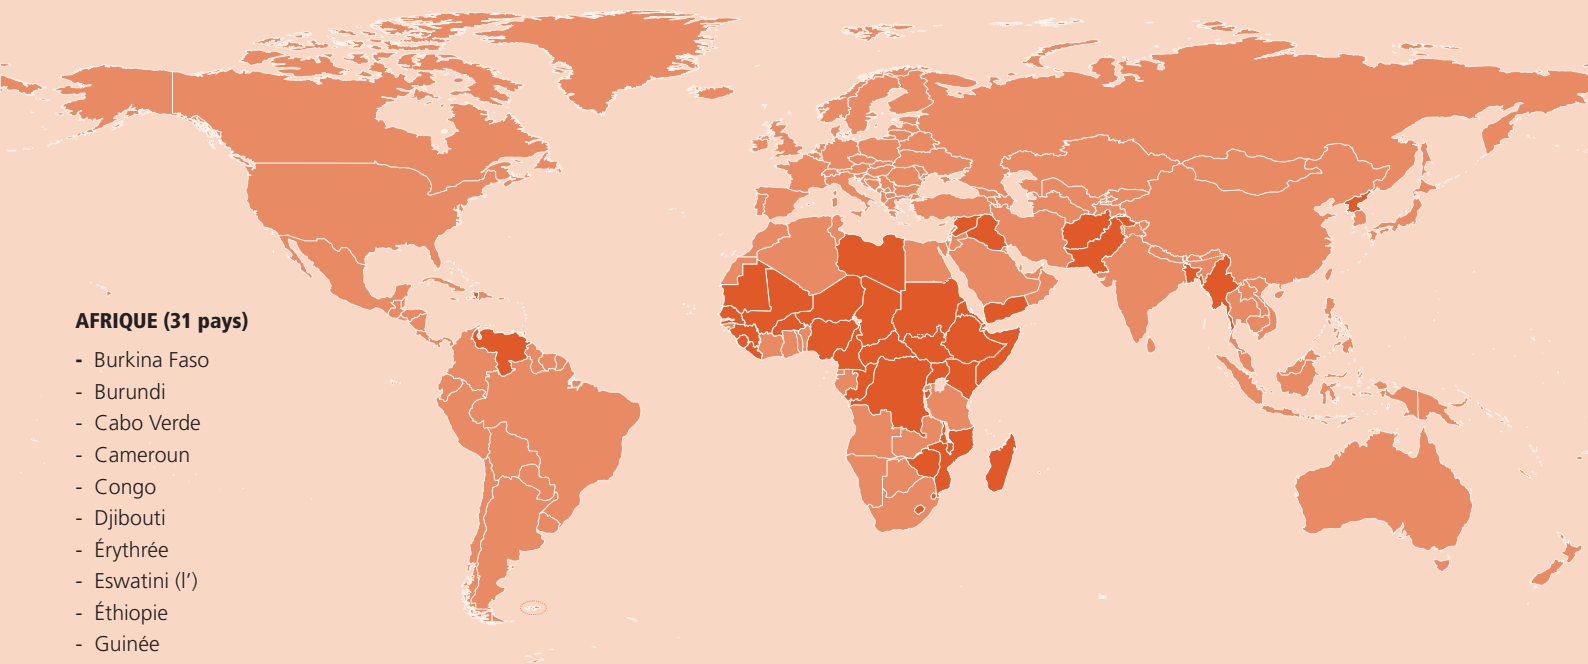 AFRIQUE (31 pays)
- Burkina Faso
- Burundi
- Cabo Verde
- Cameroun
- Congo
- Djibouti
- Érythrée
- Eswatini (l’)
- Éthiopie
- Guinée